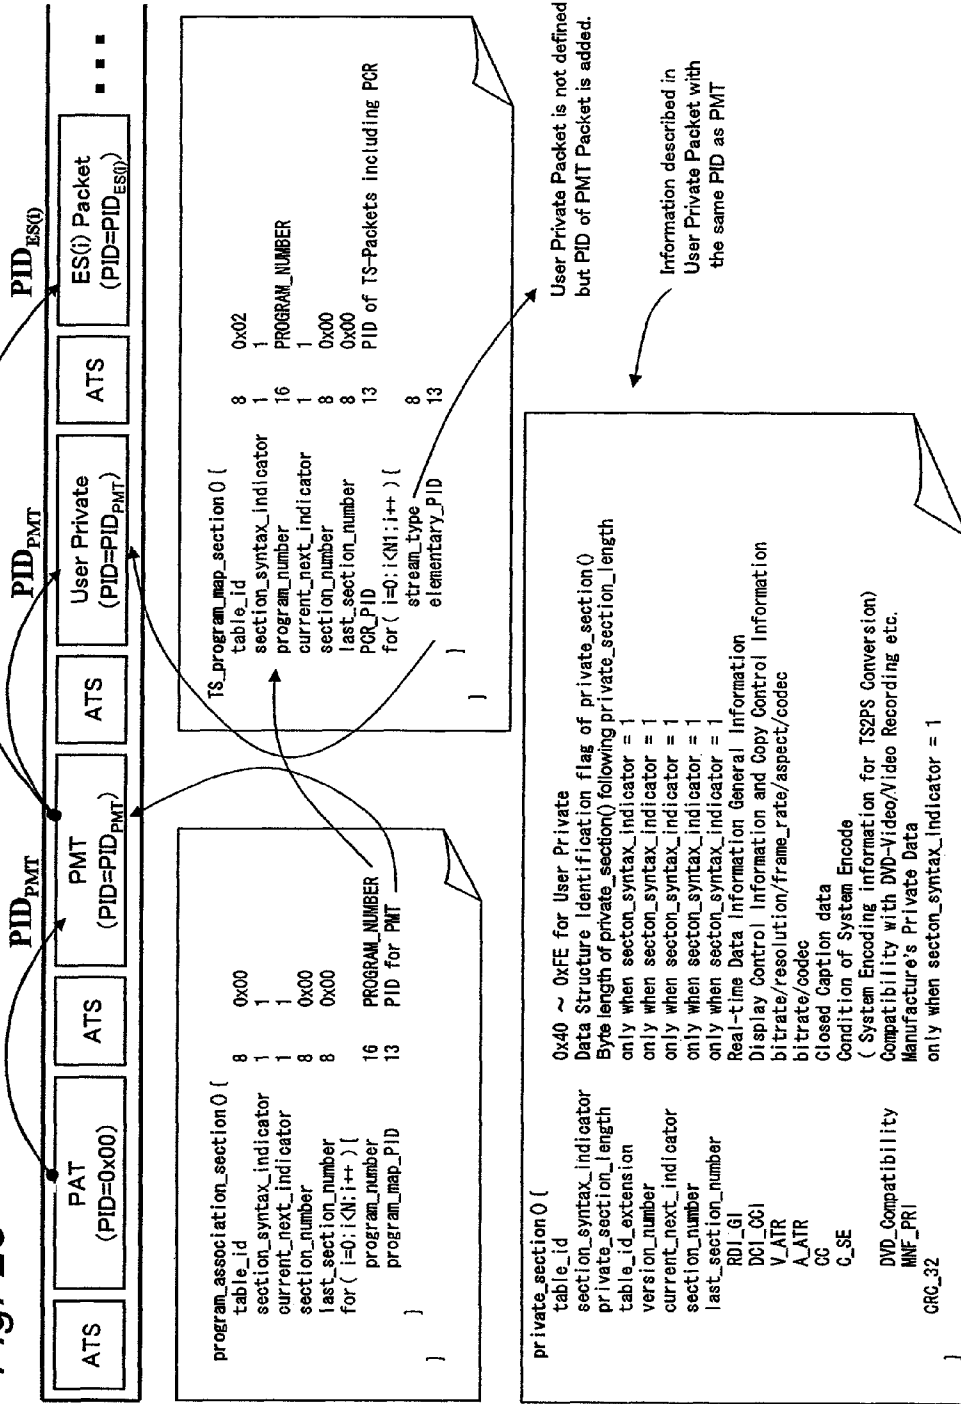 PID_PMT
PID_PMT
PID_ES(i)
ATS
PAT
(PID=0x00)
ATS
PMT
(PID=PID_PMT)
ATS
User Private
(PID=PID_PMT)
ATS
ES(i) Packet
(PID=PID_ES(i))
program_association_section() {
table_id 8 0x00
section_syntax_indicator 1 1
current_next_indicator 1 1
section_number 8 0x00
last_section_number 8 0x00
for( i=0;i<N;i++ ){
program_number 16 PROGRAM_NUMBER
program_map_PID 13 PID for PMT
}
}
TS_program_map_section() {
table_id 8 0x02
section_syntax_indicator 1 1
program_number 16 PROGRAM_NUMBER
current_next_indicator 1 1
section_number 8 0x00
last_section_number 8 0x00
PCR_PID 13 PID of TS-Packets including PCR
for( i=0;i<N1;i++ ) {
stream_type 8
elementary_PID 13
}
}
User Private Packet is not defined
but PID of PMT Packet is added.
private_section() {
table_id 0x40 ~ 0xFE for User Private
section_syntax_indicator Data Structure Identification flag of private_section()
private_section_length Byte length of private_section() following private_section_length
table_id_extension only when secton_syntax_indicator = 1
version_number only when secton_syntax_indicator = 1
current_next_indicator only when secton_syntax_indicator = 1
section_number only when secton_syntax_indicator = 1
last_section_number only when secton_syntax_indicator = 1
RDI_GI Real-time Data Information General Information
DCI_CCI Display Control Information and Copy Control Information
V_ATR bitrate/resolution/frame_rate/aspect/codec
A_ATR bitrate/codec
CC Closed Caption data
C_SE Condition of System Encode
( System Encoding information for TS2PS Conversion)
DVD_Compatibility Compatibility with DVD-Video/Video Recording etc.
MNF_PRI Manufacture's Private Data
CRC_32 only when secton_syntax_indicator = 1
}
Information described in
User Private Packet with
the same PID as PMT